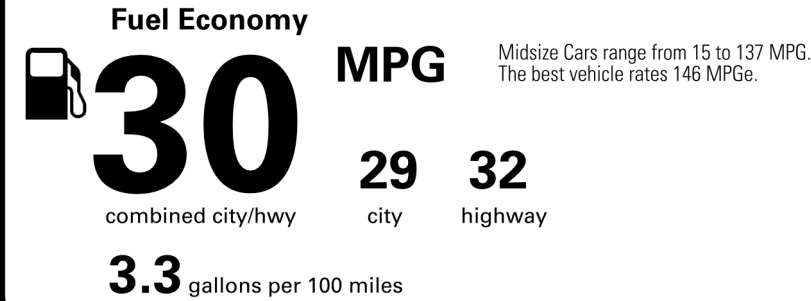 Fuel Economy
30
MPG
Midsize Cars range from 15 to 137 MPG.
The best vehicle rates 146 MPGe.
29 32
combined city/hwy city highway
3.3 gallons per 100 miles